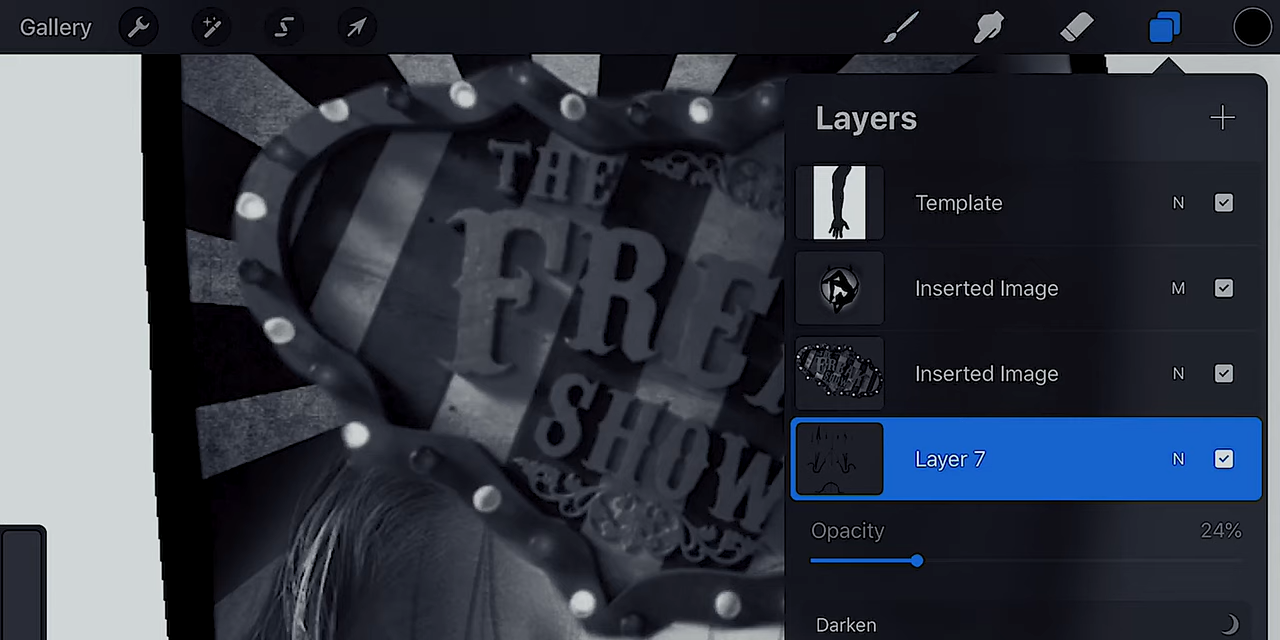 Gallery
Layers
Template N
Inserted Image M
Inserted Image N
Layer 7 N
Opacity 24%
Darken
THE
FRE
SHOW